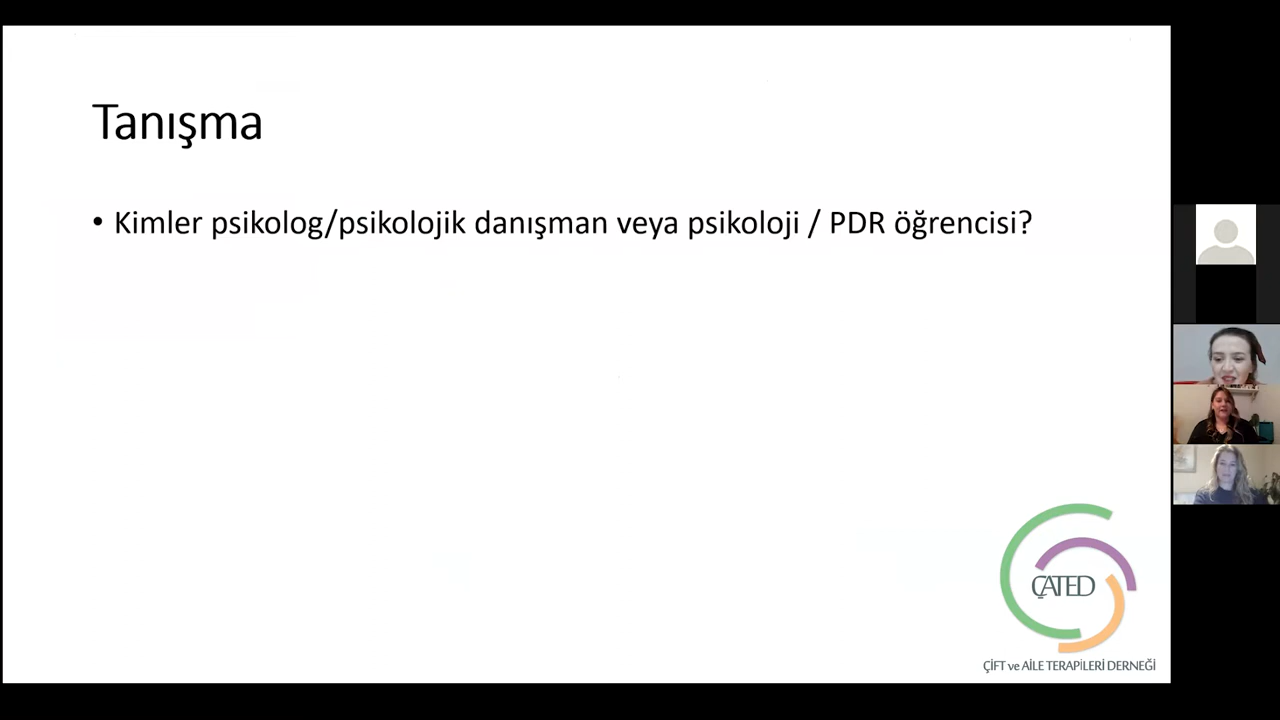 Tanışma
• Kimler psikolog/psikolojik danışman veya psikoloji / PDR öğrencisi?
ÇATED
ÇİFT ve AİLE TERAPİLERİ DERNEĞİ